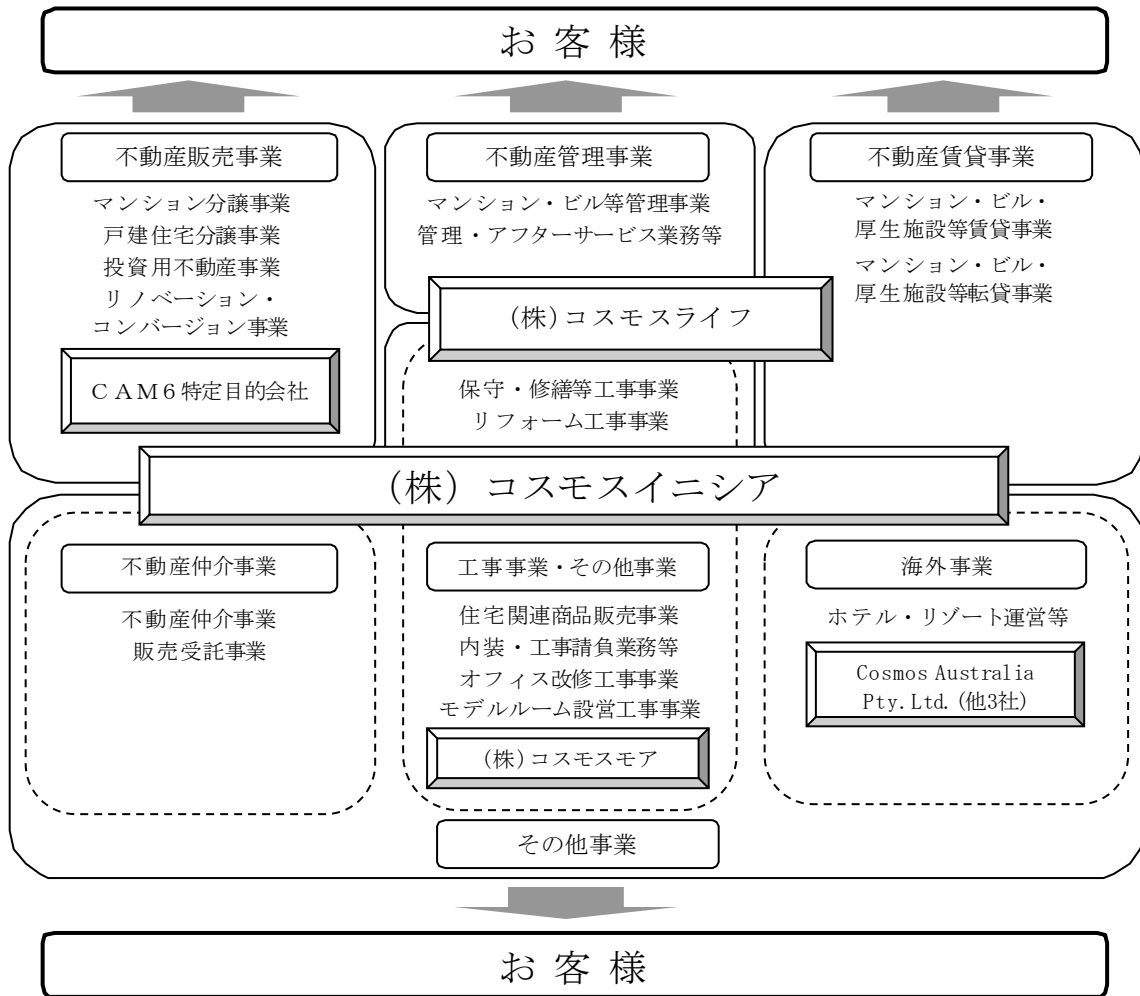 お客様
不動産販売事業
マンション分譲事業
戸建住宅分譲事業
投資用不動産事業
リノベーション・
コンバージョン事業
ＣＡＭ６特定目的会社
不動産管理事業
マンション・ビル等管理事業
管理・アフターサービス業務等
(株)コスモスライフ
保守・修繕等工事事業
リフォーム工事事業
不動産賃貸事業
マンション・ビル・
厚生施設等賃貸事業
マンション・ビル・
厚生施設等転貸事業
(株) コスモスイニシア
不動産仲介事業
不動産仲介事業
販売受託事業
工事事業・その他事業
住宅関連商品販売事業
内装・工事請負業務等
オフィス改修工事事業
モデルルーム設営工事事業
(株)コスモスモア
海外事業
ホテル・リゾート運営等
Cosmos Australia
Pty.Ltd.(他3社)
その他事業
お客様